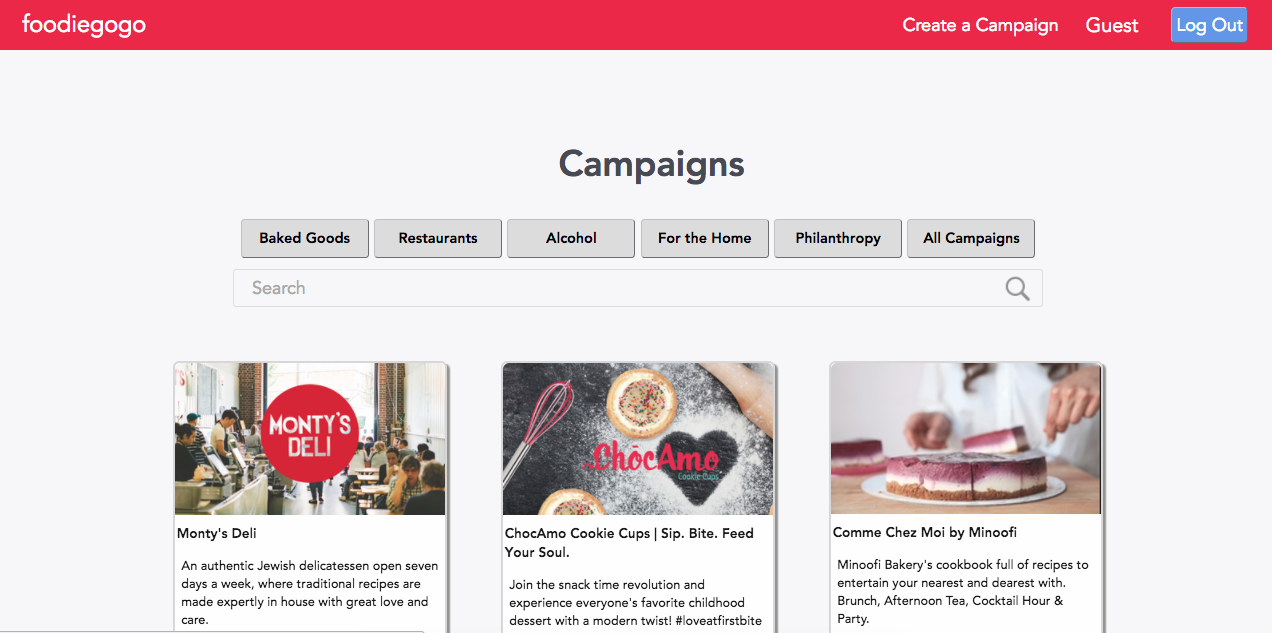 foodiegogo
Create a Campaign Guest Log Out
Campaigns
Baked Goods Restaurants Alcohol For the Home Philanthropy All Campaigns
Search
MONTY'S
DELI
ChocAmo
Cookie Cups
Monty's Deli
An authentic Jewish delicatessen open seven
days a week, where traditional recipes are
made expertly in house with great love and
care.
ChocAmo Cookie Cups | Sip. Bite. Feed
Your Soul.
Join the snack time revolution and
experience everyone's favorite childhood
dessert with a modern twist! #loveatfirstbite
Comme Chez Moi by Minoofi
Minoofi Bakery's cookbook full of recipes to
entertain your nearest and dearest with.
Brunch, Afternoon Tea, Cocktail Hour &
Party.